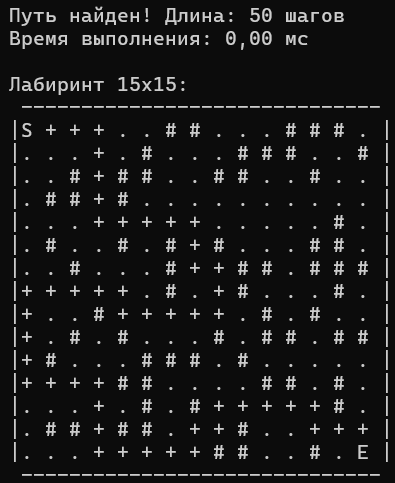 Путь найден! Длина: 50 шагов
Время выполнения: 0,00 мс
Лабиринт 15x15:
-------------------------------
|S + + + . . # # . . . # # # . |
|. . . + . # . . . # # # . . # |
|. . # + # # . . # # . . # . . |
|. # # + # . . . . . . . . . . |
|. . . + + + + + . . . . . # . |
|. # . . # . # + # . . . # # . |
|. . # . . . # + + # # . # # # |
|+ + + + + . # . + # . . . # . |
|+ . . # + + + + + . # . # . . |
|+ . # . # . . . # . # # . # # |
|+ # . . . # # # . # . . . . . |
|+ + + + # # . . . . # # . # . |
|. . . + . # . # + + + + + # . |
|. # # + # # . + + # . . + + + |
|. . . + + + + + # # . . # . E |
-------------------------------